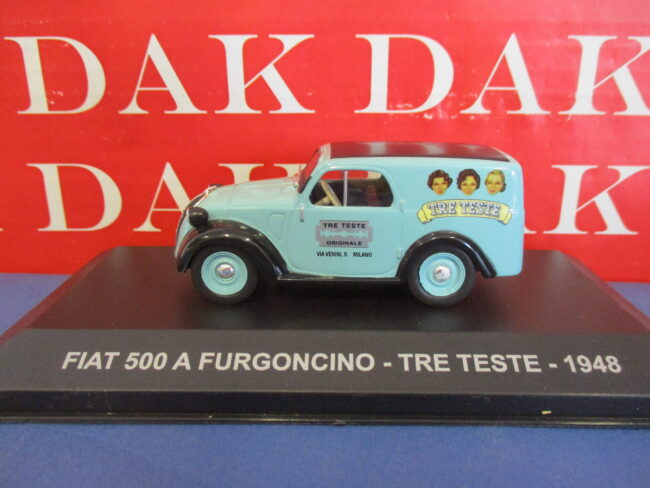 DAK DAK DAK
DAK DAK DAK
TRE TESTE
TRE TESTE
ORIGINALE
VIA VENINI, 5 MILANO
FIAT 500 A FURGONCINO - TRE TESTE - 1948